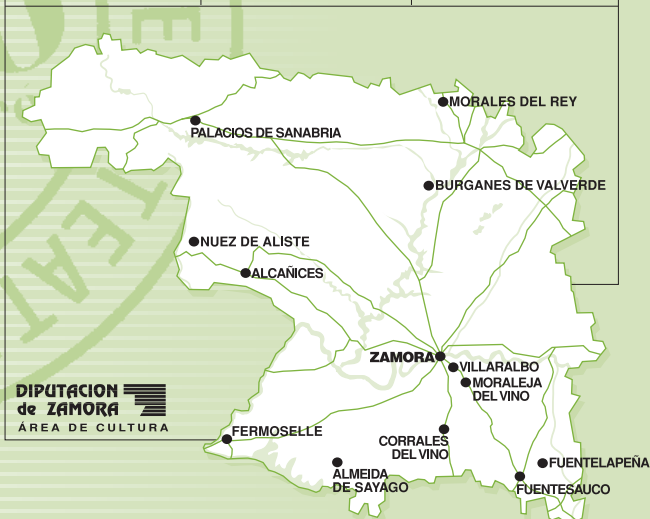 MORALES DEL REY
PALACIOS DE SANABRIA
BURGANES DE VALVERDE
NUEZ DE ALISTE
ALCAÑICES
ZAMORA
VILLARALBO
MORALEJA
DEL VINO
DIPUTACION
de ZAMORA
ÁREA DE CULTURA
FERMOSELLE
CORRALES
DEL VINO
ALMEIDA
DE SAYAGO
FUENTELAPEÑA
FUENTESAUCO